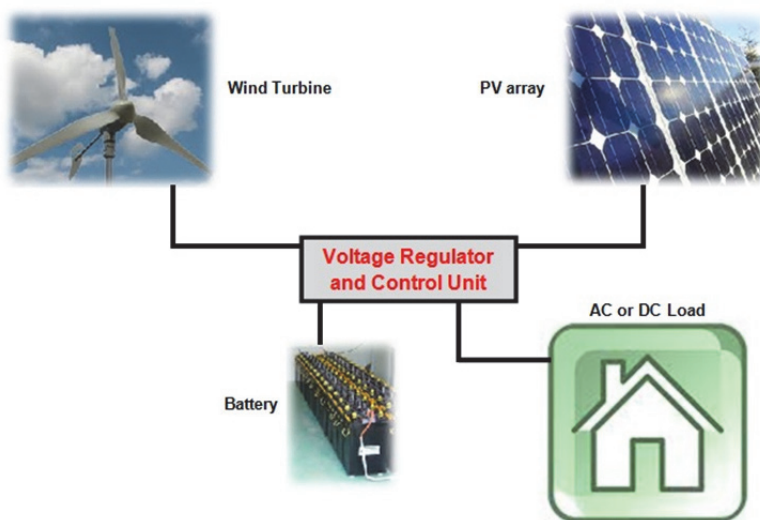 Wind Turbine
PV array
Voltage Regulator
and Control Unit
AC or DC Load
Battery